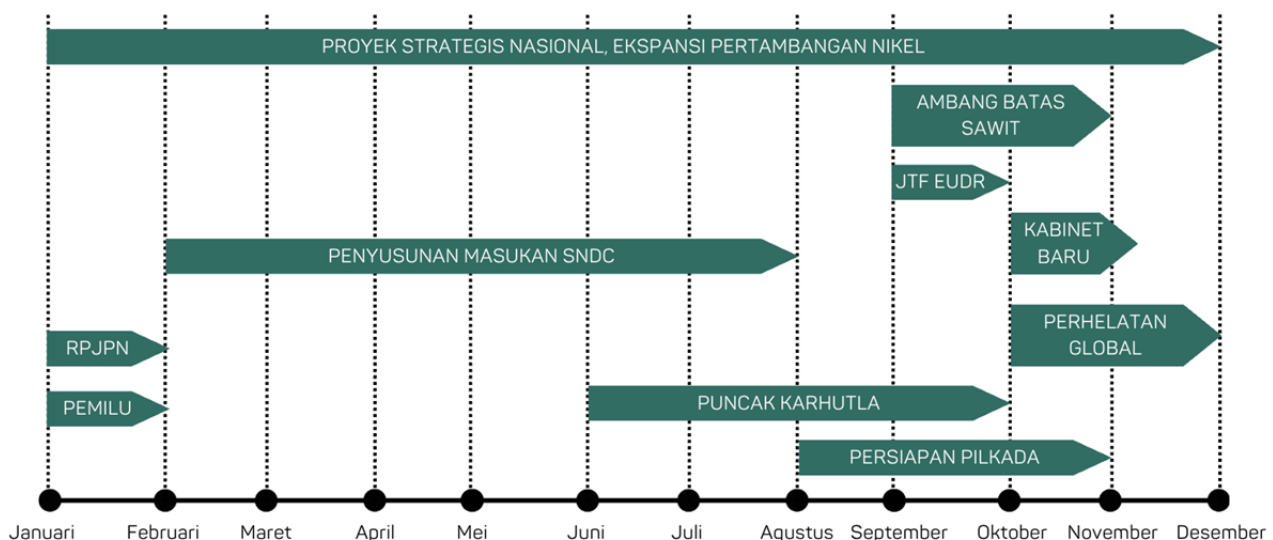 PROYEK STRATEGIS NASIONAL, EKSPANSI PERTAMBANGAN NIKEL
AMBANG BATAS
SAWIT
JTF EUDR
KABINET
BARU
PENYUSUNAN MASUKAN SNDC
PERHELATAN
GLOBAL
RPJPN
PEMILU
PUNCAK KARHUTLA
PERSIAPAN PILKADA
Januari Februari Maret April Mei Juni Juli Agustus September Oktober November Desember